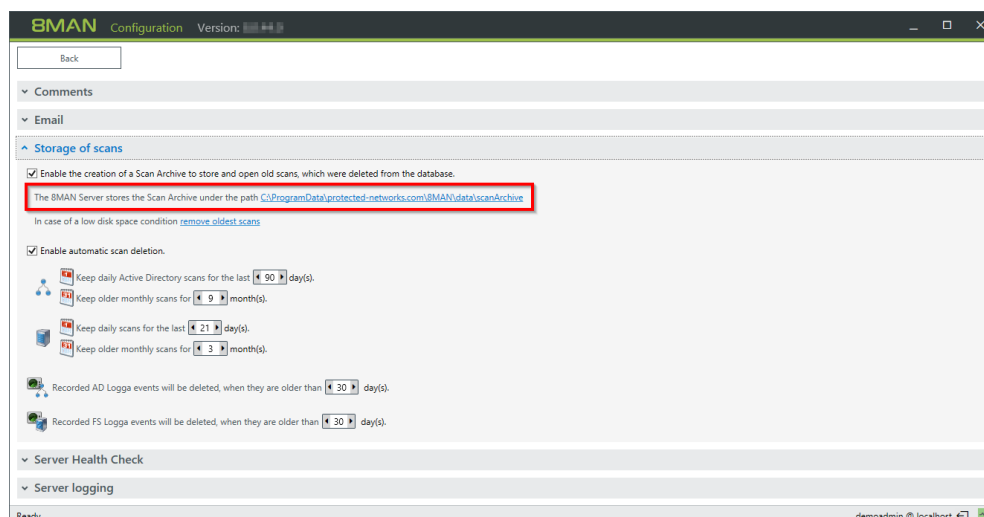 8MAN Configuration Version:
Back
Comments
Email
Storage of scans
Enable the creation of a Scan Archive to store and open old scans, which were deleted from the database.
The 8MAN Server stores the Scan Archive under the path C:\ProgramData\protected-networks.com\8MAN\data\scanArchive
In case of a low disk space condition remove oldest scans
Enable automatic scan deletion.
Keep daily Active Directory scans for the last 90 day(s).
Keep older monthly scans for 9 month(s).
Keep daily scans for the last 21 day(s).
Keep older monthly scans for 3 month(s).
Recorded AD Logga events will be deleted, when they are older than 30 day(s).
Recorded FS Logga events will be deleted, when they are older than 30 day(s).
Server Health Check
Server logging
Ready demoadmin @ localhost